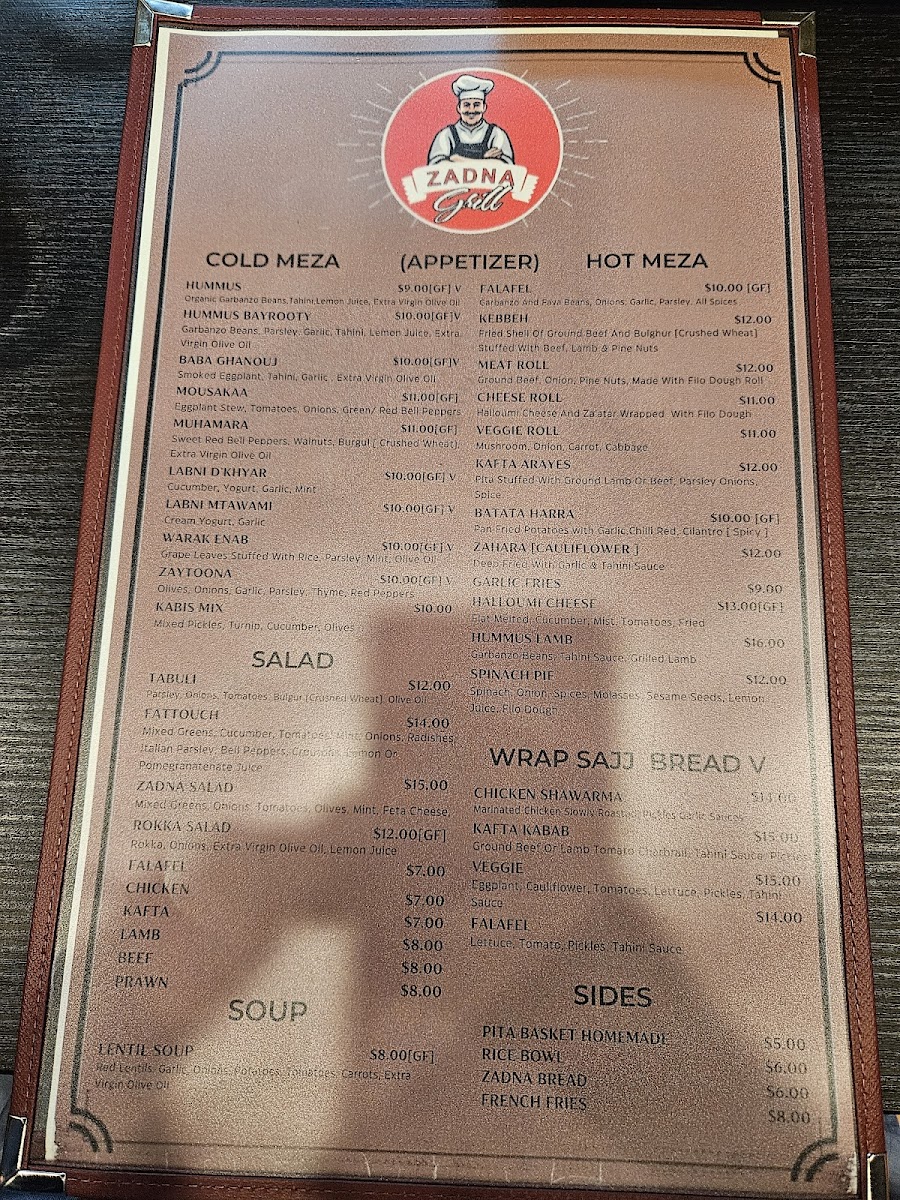 ZADNA
Grill
COLD MEZA (APPETIZER) HOT MEZA
HUMMUS $9.00[GF] V
Organic Garbanzo Beans,Tahini,Lemon Juice, Extra Virgin Olive Oil
HUMMUS BAYROOTY $10.00[GF]V
Garbanzo Beans, Parsley, Garlic, Tahini, Lemon Juice, Extra
Virgin Olive Oil
BABA GHANOUJ $10.00[GF]V
Smoked Eggplant, Tahini, Garlic , Extra Virgin Olive Oil
MOUSAKAA $11.00[GF]
Eggplant Stew, Tomatoes, Onions, Green/ Red Bell Peppers
MUHAMARA $11.00[GF]
Sweet Red Bell Peppers, Walnuts, Burgul [ Crushed Wheat],
Extra Virgin Olive Oil
LABNI D'KHYAR $10.00[GF] V
Cucumber, Yogurt, Garlic, Mint
LABNI MTAWAMI $10.00[GF] V
Cream Yogurt, Garlic
WARAK ENAB $10.00[GF] V
Grape Leaves Stuffed With Rice, Parsley, Mint, Olive Oil
ZAYTOONA $10.00[GF] V
Olives, Onions, Garlic, Parsley, Thyme, Red Peppers
KABIS MIX $10.00
Mixed Pickles, Turnip, Cucumber, Olives
SALAD
TABULI $12.00
Parsley, Onions, Tomatoes, Bulgur [Crushed Wheat], Olive Oil
FATTOUCH $14.00
Mixed Greens, Cucumber, Tomatoes, Mint, Onions, Radishes,
Italian Parsley, Bell Peppers, Croutons, Lemon Or
Pomegranatenate Juice
ZADNA SALAD $15.00
Mixed Greens, Onions, Tomatoes, Olives, Mint, Feta Cheese,
ROKKA SALAD $12.00[GF]
Rokka, Onions, Extra Virgin Olive Oil, Lemon Juice
FALAFEL $7.00
CHICKEN $7.00
KAFTA $7.00
LAMB $8.00
BEEF $8.00
PRAWN $8.00
SOUP
LENTIL SOUP $8.00[GF]
Red Lentils, Garlic, Onions, Potatoes, Tomatoes, Carrots, Extra
Virgin Olive Oil
FALAFEL $10.00 [GF]
Garbanzo And Fava Beans, Onions, Garlic, Parsley, All Spices
KEBBEH $12.00
Fried Shell Of Ground Beef And Bulghur [Crushed Wheat]
Stuffed With Beef, Lamb & Pine Nuts
MEAT ROLL $12.00
Ground Beef, Onion, Pine Nuts, Made With Filo Dough Roll
CHEESE ROLL $11.00
Halloumi Cheese And Za'atar Wrapped With Filo Dough
VEGGIE ROLL $11.00
Mushroom, Onion, Carrot, Cabbage
KAFTA ARAYES $12.00
Pita Stuffed With Ground Lamb Or Beef, Parsley Onions,
Spice
BATATA HARRA $10.00 [GF]
Pan Fried Potatoes with Garlic,Chilli Red, Cilantro [ Spicy ]
ZAHARA [CAULIFLOWER ] $12.00
Deep Fried With Garlic & Tahini Sauce
GARLIC FRIES $9.00
HALLOUMI CHEESE $13.00[GF]
Flat Melted, Cucumber, Mist, Tomatoes, Fried
HUMMUS LAMB $16.00
Garbanzo Beans, Tahini Sauce, Grilled Lamb
SPINACH PIE $12.00
Spinach, Onion, Spices, Molasses, Sesame Seeds, Lemon
Juice, Filo Dough
WRAP SAJJ BREAD V
CHICKEN SHAWARMA $14.00
Marinated Chicken Slowly Roasted, Pickles Garlic Sauces
KAFTA KABAB $15.00
Ground Beef Or Lamb Tomato Charbroil, Tahini Sauce, Pickles
VEGGIE $15.00
Eggplant, Cauliflower, Tomatoes, Lettuce, Pickles, Tahini
Sauce
FALAFEL $14.00
Lettuce, Tomato, Pickles, Tahini Sauce
SIDES
PITA BASKET HOMEMADE $5.00
RICE BOWL $6.00
ZADNA BREAD $6.00
FRENCH FRIES $8.00